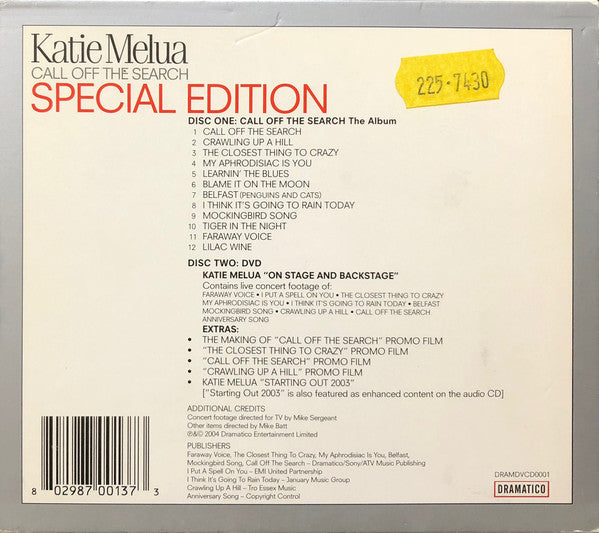 Katie Melua
CALL OFF THE SEARCH
SPECIAL EDITION
225-7430
DISC ONE: CALL OFF THE SEARCH The Album
1 CALL OFF THE SEARCH
2 CRAWLING UP A HILL
3 THE CLOSEST THING TO CRAZY
4 MY APHRODISIAC IS YOU
5 LEARNIN' THE BLUES
6 BLAME IT ON THE MOON
7 BELFAST (PENGUINS AND CATS)
8 I THINK IT'S GOING TO RAIN TODAY
9 MOCKINGBIRD SONG
10 TIGER IN THE NIGHT
11 FARAWAY VOICE
12 LILAC WINE
DISC TWO: DVD
KATIE MELUA "ON STAGE AND BACKSTAGE"
Contains live concert footage of:
FARAWAY VOICE • I PUT A SPELL ON YOU • THE CLOSEST THING TO CRAZY
MY APHRODISIAC IS YOU • I THINK IT'S GOING TO RAIN TODAY • BELFAST
MOCKINGBIRD SONG • CRAWLING UP A HILL • CALL OFF THE SEARCH
ANNIVERSARY SONG
EXTRAS:
• THE MAKING OF "CALL OFF THE SEARCH" PROMO FILM
• "THE CLOSEST THING TO CRAZY" PROMO FILM
• "CALL OFF THE SEARCH" PROMO FILM
• "CRAWLING UP A HILL" PROMO FILM
• KATIE MELUA "STARTING OUT 2003"
["Starting Out 2003" is also featured as enhanced content on the audio CD]
ADDITIONAL CREDITS
Concert footage directed for TV by Mike Sergeant
Other items directed by Mike Batt
℗&© 2004 Dramatico Entertainment Limited
PUBLISHERS
Faraway Voice, The Closest Thing To Crazy, My Aphrodisiac Is You, Belfast,
Mockingbird Song, Call Off The Search – Dramatico/Sony/ATV Music Publishing
I Put A Spell On You – EMI United Partnership
I Think It's Going To Rain Today – January Music Group
Crawling Up A Hill – Tro Essex Music
Anniversary Song – Copyright Control
8 02987 00137 3
DRAMDVCD0001
DRAMATICO